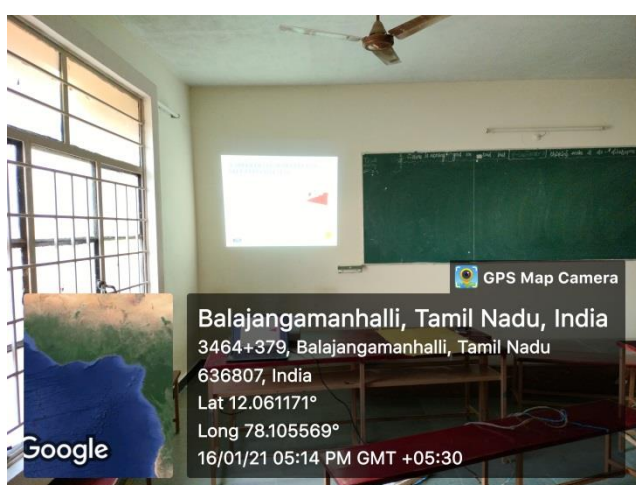 GPS Map Camera
Balajangamanhalli, Tamil Nadu, India
3464+379, Balajangamanhalli, Tamil Nadu
636807, India
Lat 12.061171°
Long 78.105569°
16/01/21 05:14 PM GMT +05:30
Google